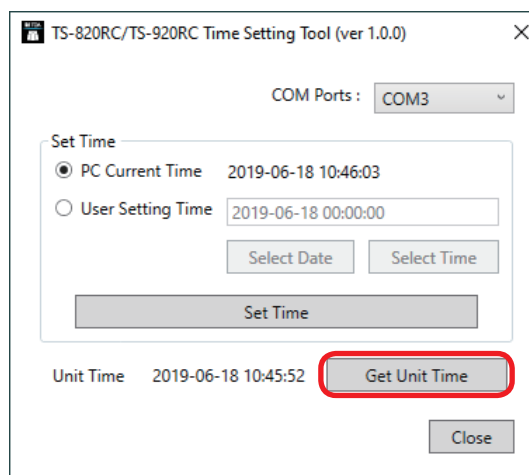 TS-820RC/TS-920RC Time Setting Tool (ver 1.0.0)
COM Ports : COM3
Set Time
PC Current Time 2019-06-18 10:46:03
User Setting Time 2019-06-18 00:00:00
Select Date Select Time
Set Time
Unit Time 2019-06-18 10:45:52 Get Unit Time
Close